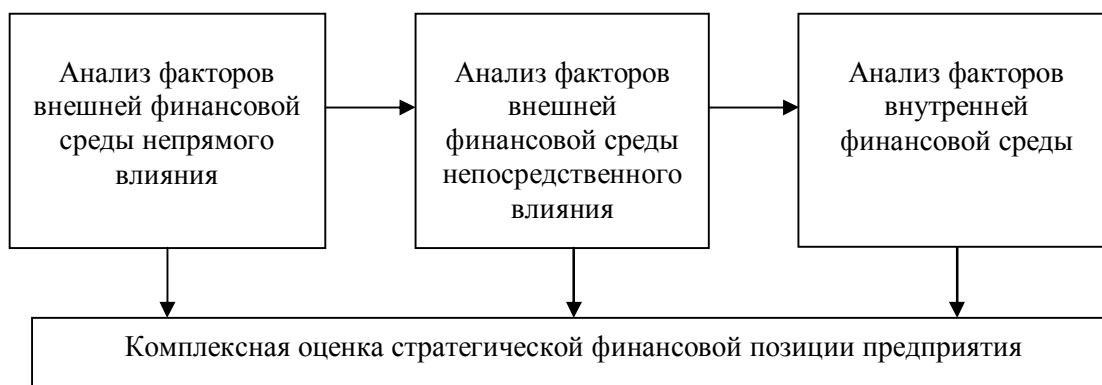 Анализ факторов
внешней финансовой
среды непрямого
влияния
Анализ факторов
внешней
финансовой среды
непосредственного
влияния
Анализ факторов
внутренней
финансовой среды
Комплексная оценка стратегической финансовой позиции предприятия